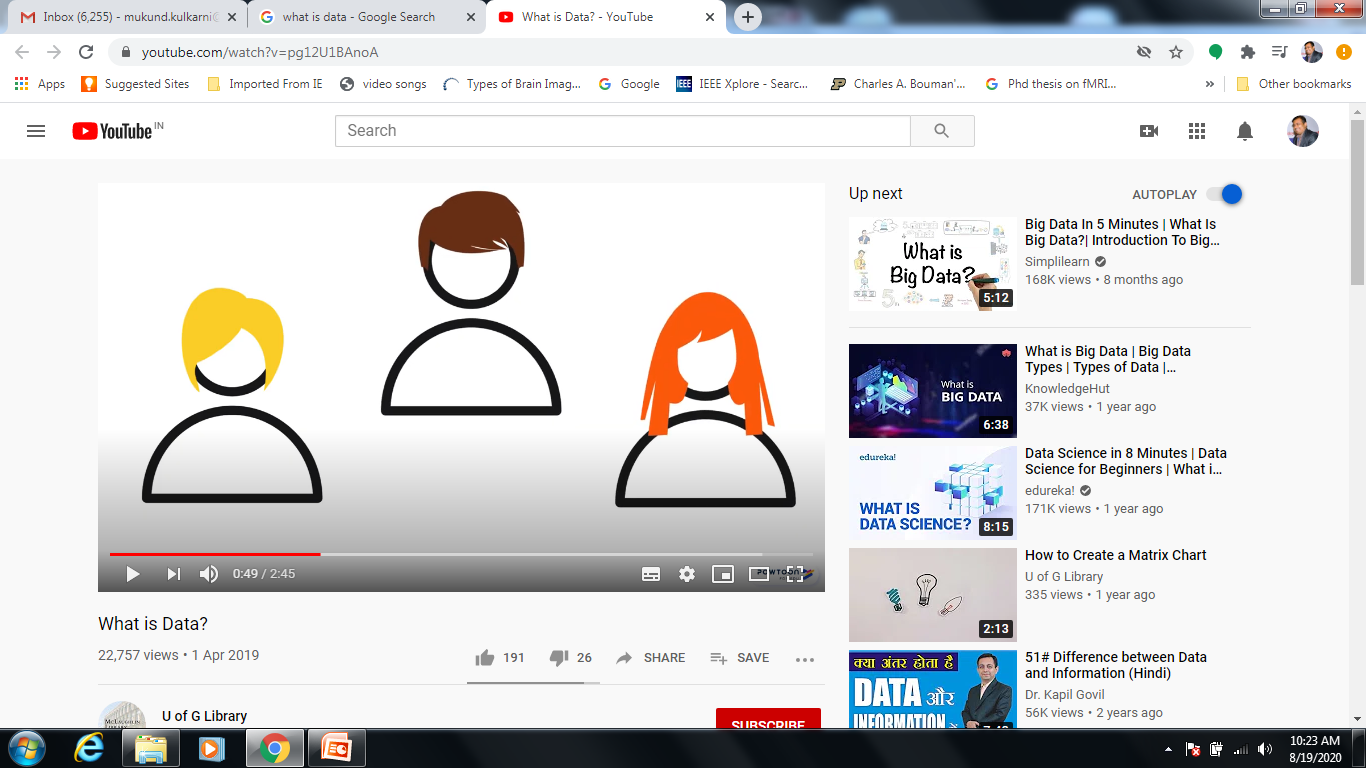 Inbox (6,255) - mukund.kulkarni@
what is data - Google Search
What is Data? - YouTube
youtube.com/watch?v=pg12U1BAnoA
Apps
Suggested Sites
Imported From IE
video songs
Types of Brain Imag...
Google
IEEE
IEEE Xplore - Searc...
Charles A. Bouman'...
Phd thesis on fMRI...
»
Other bookmarks
YouTube IN
Search
Up next
AUTOPLAY
What is
Big Data?
5:12
Big Data In 5 Minutes | What Is
Big Data?| Introduction To Big...
Simplilearn
168K views • 8 months ago
What is
BIG DATA
6:38
What is Big Data | Big Data
Types | Types of Data |...
KnowledgeHut
37K views • 1 year ago
edureka!
WHAT IS
DATA SCIENCE?
8:15
Data Science in 8 Minutes | Data
Science for Beginners | What i...
edureka!
171K views • 1 year ago
2:13
How to Create a Matrix Chart
U of G Library
335 views • 1 year ago
क्या अंतर होता है
DATA और
INFORMATION
51# Difference between Data
and Information (Hindi)
Dr. Kapil Govil
56K views • 2 years ago
0:49 / 2:45
POWTOON
What is Data?
22,757 views • 1 Apr 2019
191
26
SHARE
SAVE
U of G Library
SUBSCRIBE
10:23 AM
8/19/2020